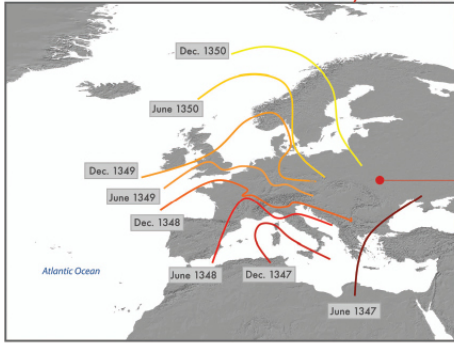 Dec. 1350
June 1350
Dec. 1349
June 1349
Dec. 1348
Atlantic Ocean
June 1348
Dec. 1347
June 1347